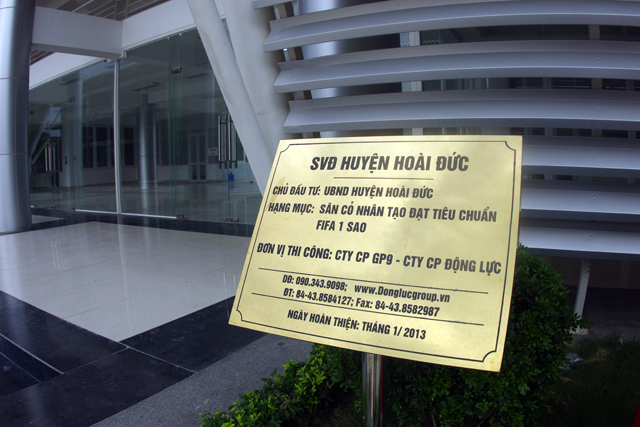 SVĐ HUYỆN HOÀI ĐỨC
CHỦ ĐẦU TƯ: UBND HUYỆN HOÀI ĐỨC
HẠNG MỤC: SÂN CỎ NHÂN TẠO ĐẠT TIÊU CHUẨN
FIFA 1 SAO
ĐƠN VỊ THI CÔNG: CTY CP GP9 - CTY CP ĐỘNG LỰC
DĐ: 090.343.9098; www.Donglucgroup.vn
ĐT: 84-43.8584127; Fax: 84-43.8582987
NGÀY HOÀN THIỆN: THÁNG 1/ 2013